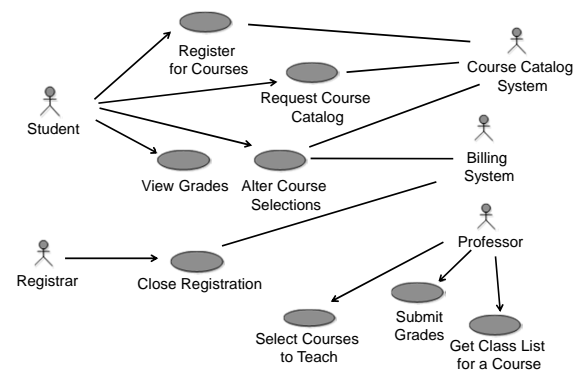 Register
for Courses
Course Catalog
System
Request Course
Catalog
Student
Billing
System
View Grades
Alter Course
Selections
Professor
Registrar
Close Registration
Select Courses
to Teach
Submit
Grades
Get Class List
for a Course